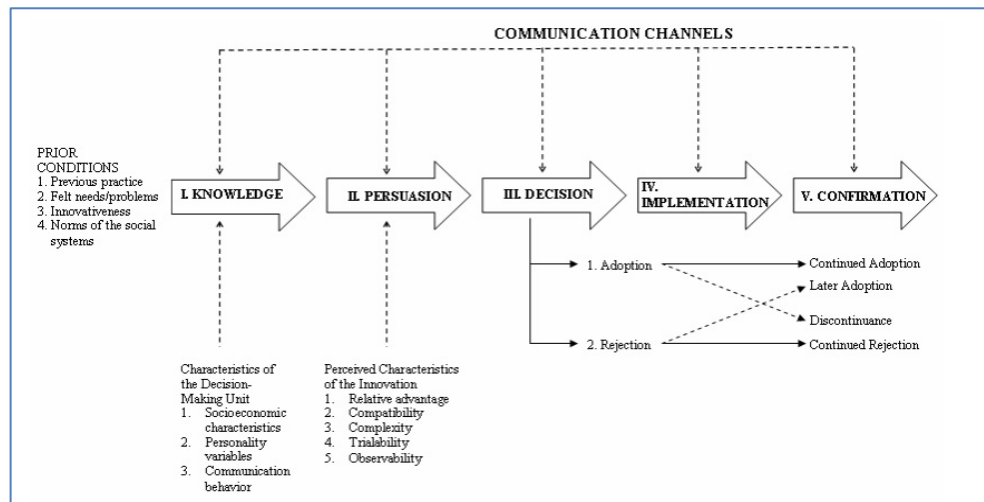 COMMUNICATION CHANNELS
PRIOR
CONDITIONS
1. Previous practice
2. Felt needs/problems
3. Innovativeness
4. Norms of the social
systems
I. KNOWLEDGE
II. PERSUASION
III. DECISION
IV.
IMPLEMENTATION
V. CONFIRMATION
1. Adoption
Continued Adoption
Later Adoption
Discontinuance
2. Rejection
Continued Rejection
Characteristics of
the Decision-
Making Unit
1. Socioeconomic
characteristics
2. Personality
variables
3. Communication
behavior
Perceived Characteristics
of the Innovation
1. Relative advantage
2. Compatibility
3. Complexity
4. Trialability
5. Observability